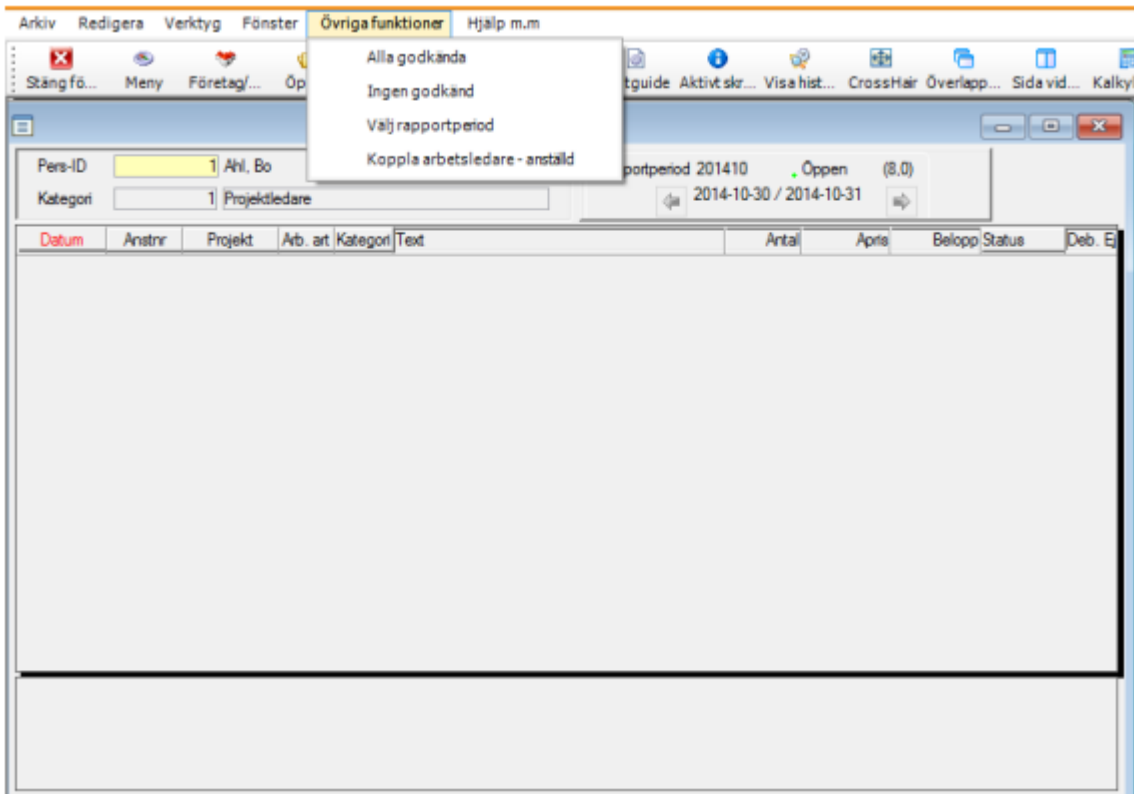 Arkiv Redigera Verktyg Fönster Övriga funktioner Hjälp m.m
Alla godkända
Ingen godkänd
Välj rapportperiod
Koppla arbetsledare - anställd
Stäng fö... Meny Företag/... Öp tguide Aktivt skr... Visa hist... CrossHair Överlapp... Sida vid... Kalky
Pers-ID 1 Ahl, Bo portperiod 201410 Öppen (8,0)
Kategori 1 Projektledare 2014-10-30 / 2014-10-31
Datum Anstnr Projekt Arb. art Kategori Text Antal Apris Belopp Status Deb. Ej